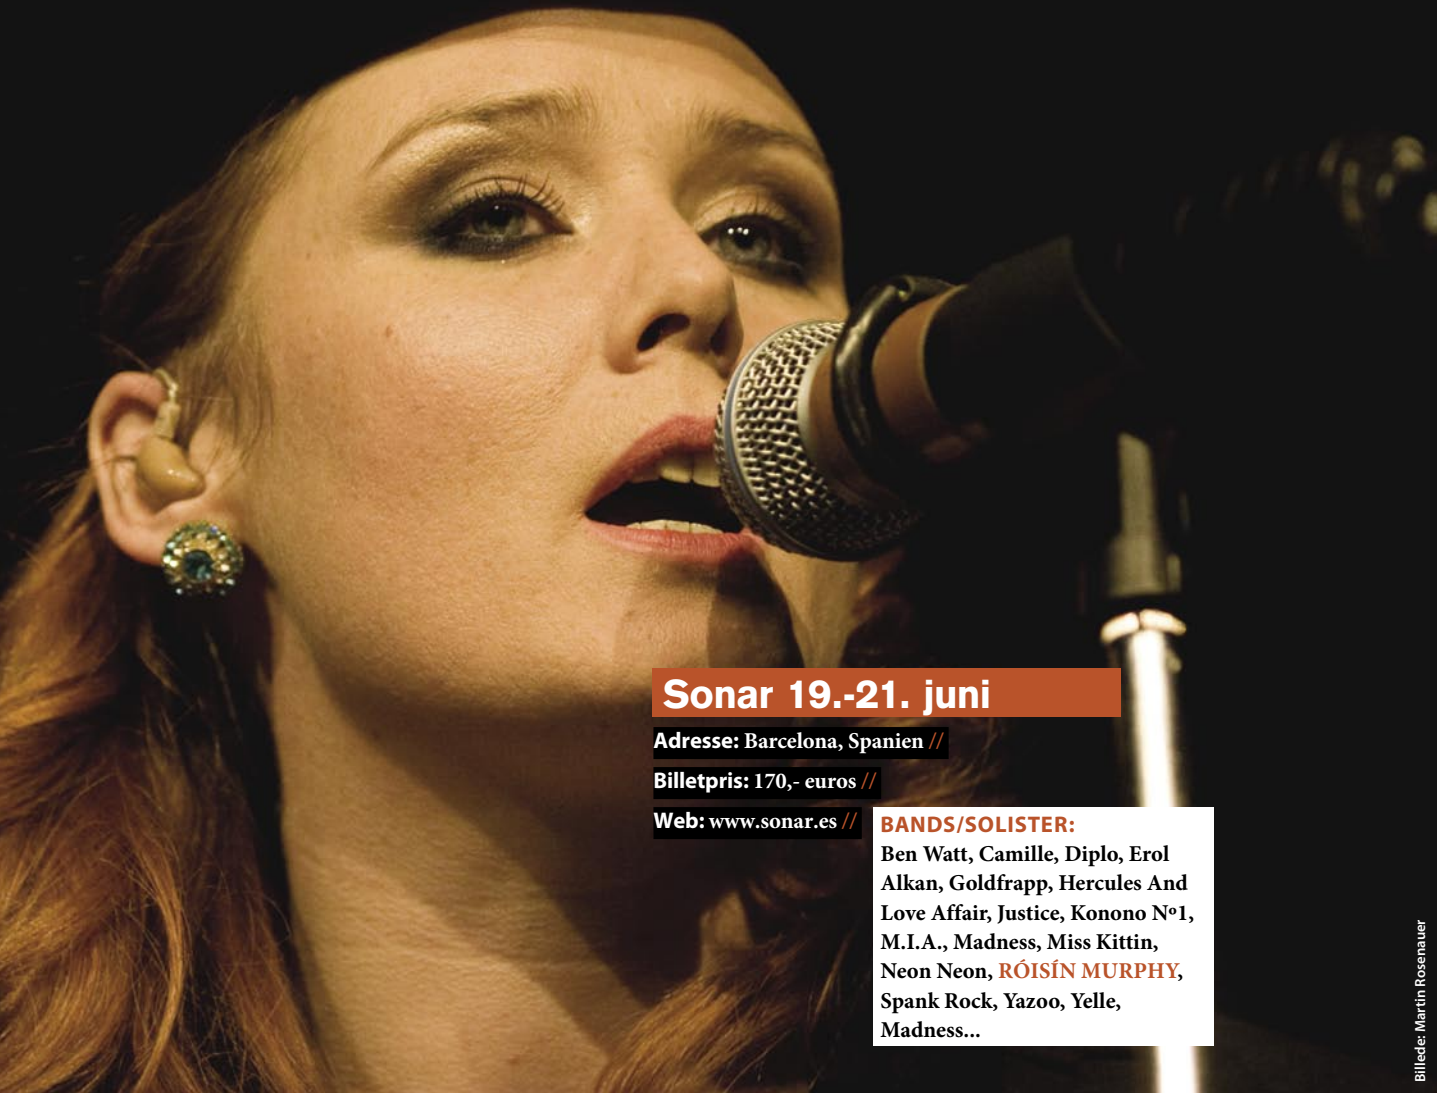 Sonar 19.-21. juni
Adresse: Barcelona, Spanien //
Billetpris: 170,- euros //
Web: www.sonar.es //
BANDS/SOLISTER:
Ben Watt, Camille, Diplo, Erol
Alkan, Goldfrapp, Hercules And
Love Affair, Justice, Konono Nº1,
M.I.A., Madness, Miss Kittin,
Neon Neon, RÓISÍN MURPHY,
Spank Rock, Yazoo, Yelle,
Madness...
Billede: Martin Rosenauer